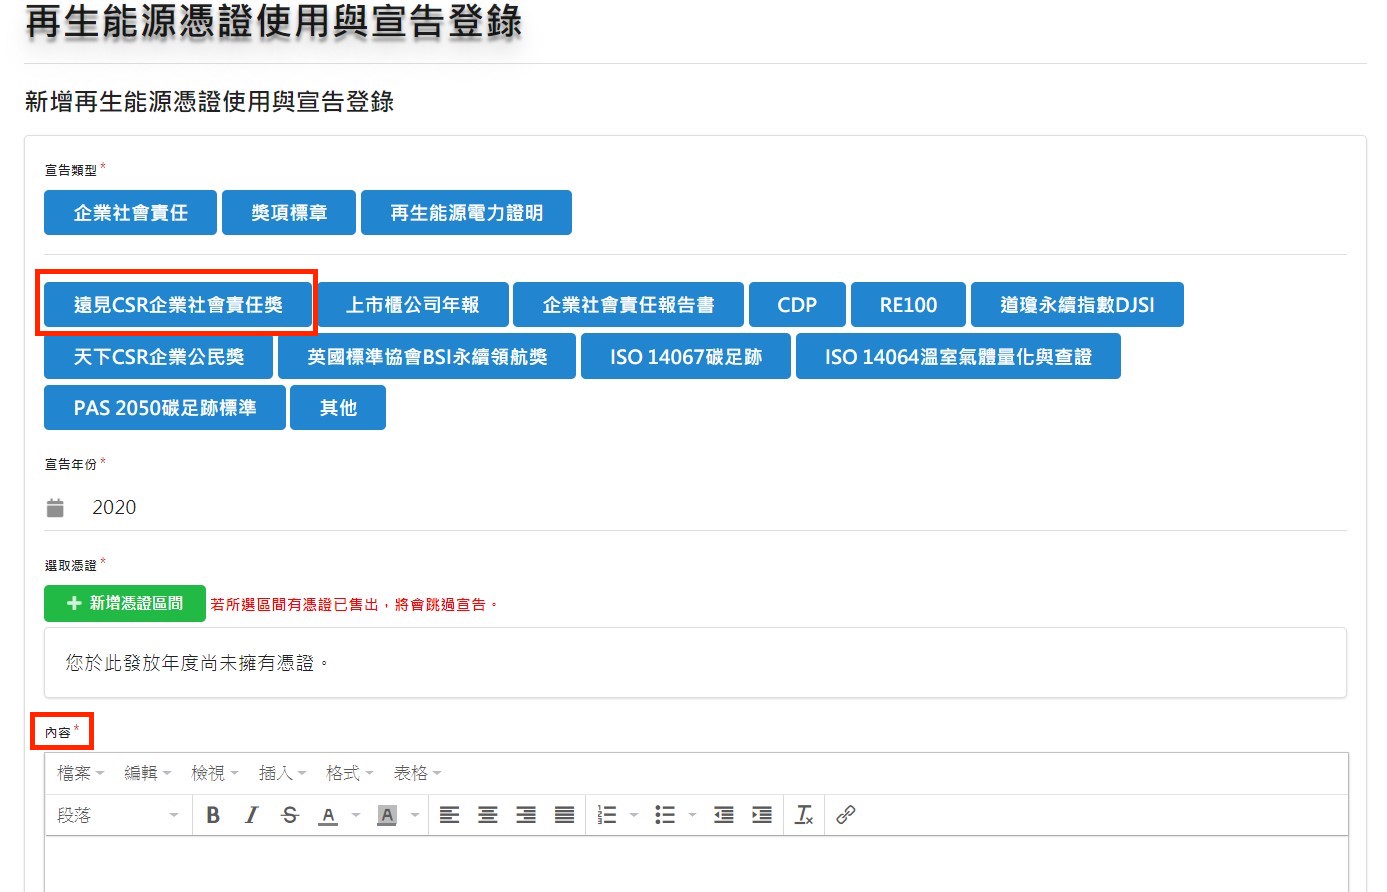 再生能源憑證使用與宣告登錄
新增再生能源憑證使用與宣告登錄
宣告類型*
企業社會責任 獎項標章 再生能源電力證明
遠見CSR企業社會責任獎 上市櫃公司年報 企業社會責任報告書 CDP RE100 道瓊永續指數DJSI
天下CSR企業公民獎 英國標準協會BSI永續領航獎 ISO 14067碳足跡 ISO 14064溫室氣體量化與查證
PAS 2050碳足跡標準 其他
宣告年份*
2020
選取憑證*
+ 新增憑證區間 若所選區間有憑證已售出，將會跳過宣告。
您於此發放年度尚未擁有憑證。
內容*
檔案 編輯 檢視 插入 格式 表格
段落 B I S A A